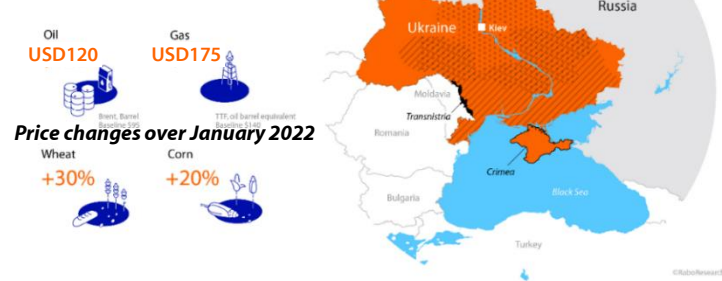 Oil
USD120
Brent, Barrel
Baseline $95
Gas
USD175
TTF, oil barrel equivalent
Baseline $140
Price changes over January 2022
Wheat
+30%
Corn
+20%
Russia
Ukraine
Kiev
Moldavia
Transnistria
Romania
Crimea
Bulgaria
Black Sea
Turkey
©RaboResearch